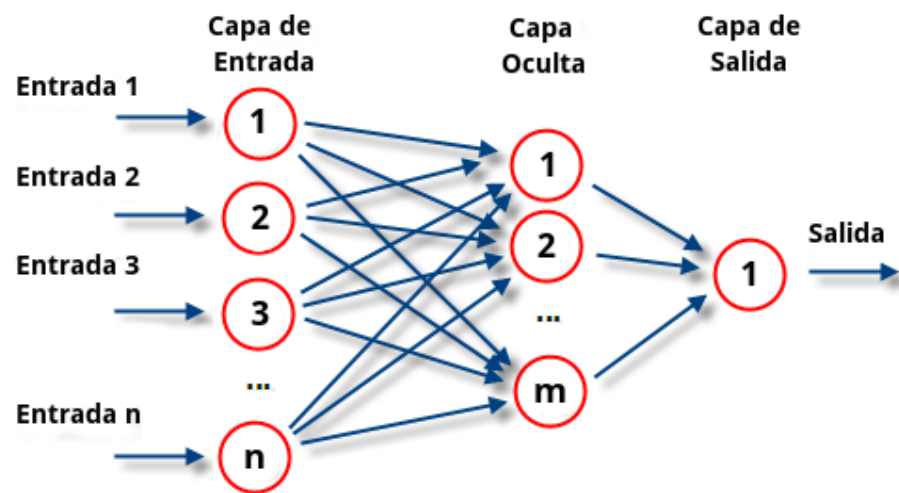 Capa de
Entrada
Capa
Oculta
Capa de
Salida
Entrada 1
1
Entrada 2
2
Entrada 3
3
...
Entrada n
n
1
2
...
m
1
Salida